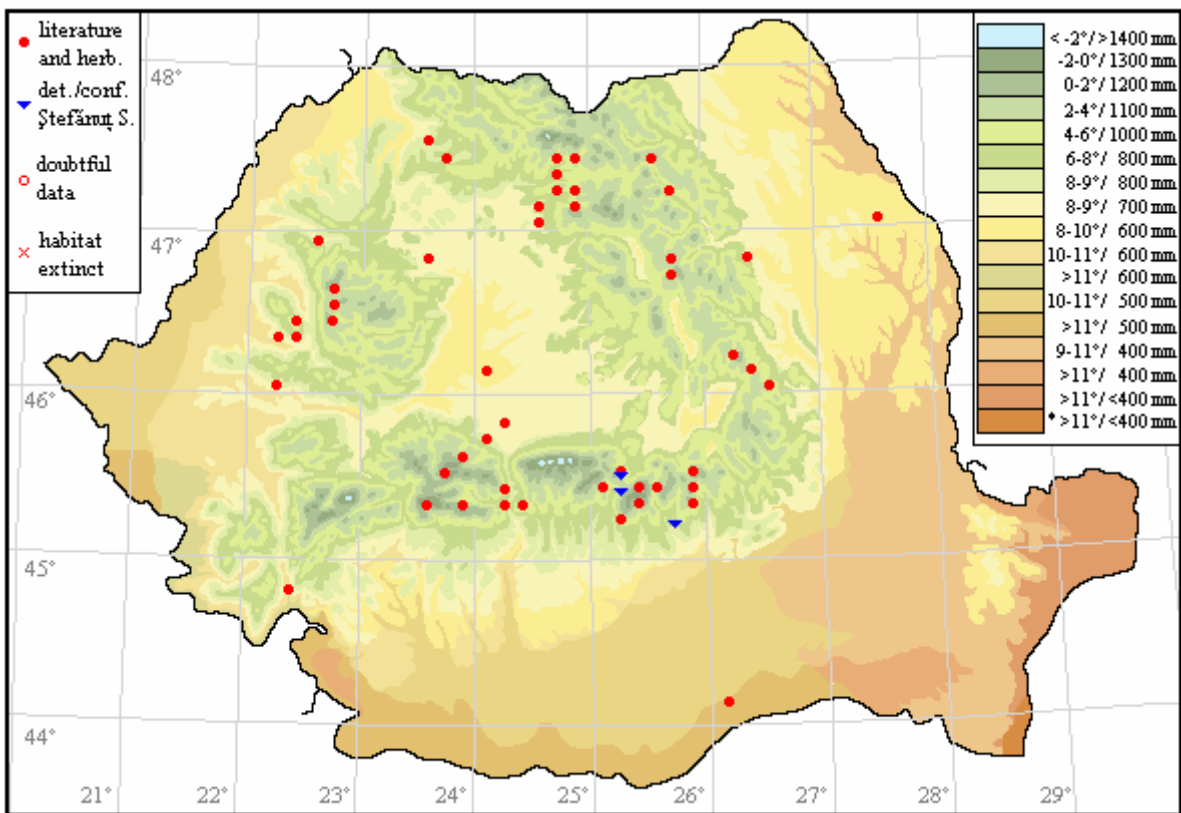 literature
and herb.
det./conf.
Ştefănuţ S.
doubtful
data
habitat
extinct
< -2°/>1400 mm
-2-0°/1300 mm
0-2°/1200 mm
2-4°/1100 mm
4-6°/1000 mm
6-8°/ 800 mm
8-9°/ 800 mm
8-9°/ 700 mm
8-10°/ 600 mm
10-11°/ 600 mm
>11°/ 600 mm
10-11°/ 500 mm
>11°/ 500 mm
9-11°/ 400 mm
>11°/ 400 mm
>11°/<400 mm
* >11°/<400 mm
48°
47°
46°
45°
44°
21° 22° 23° 24° 25° 26° 27° 28° 29°